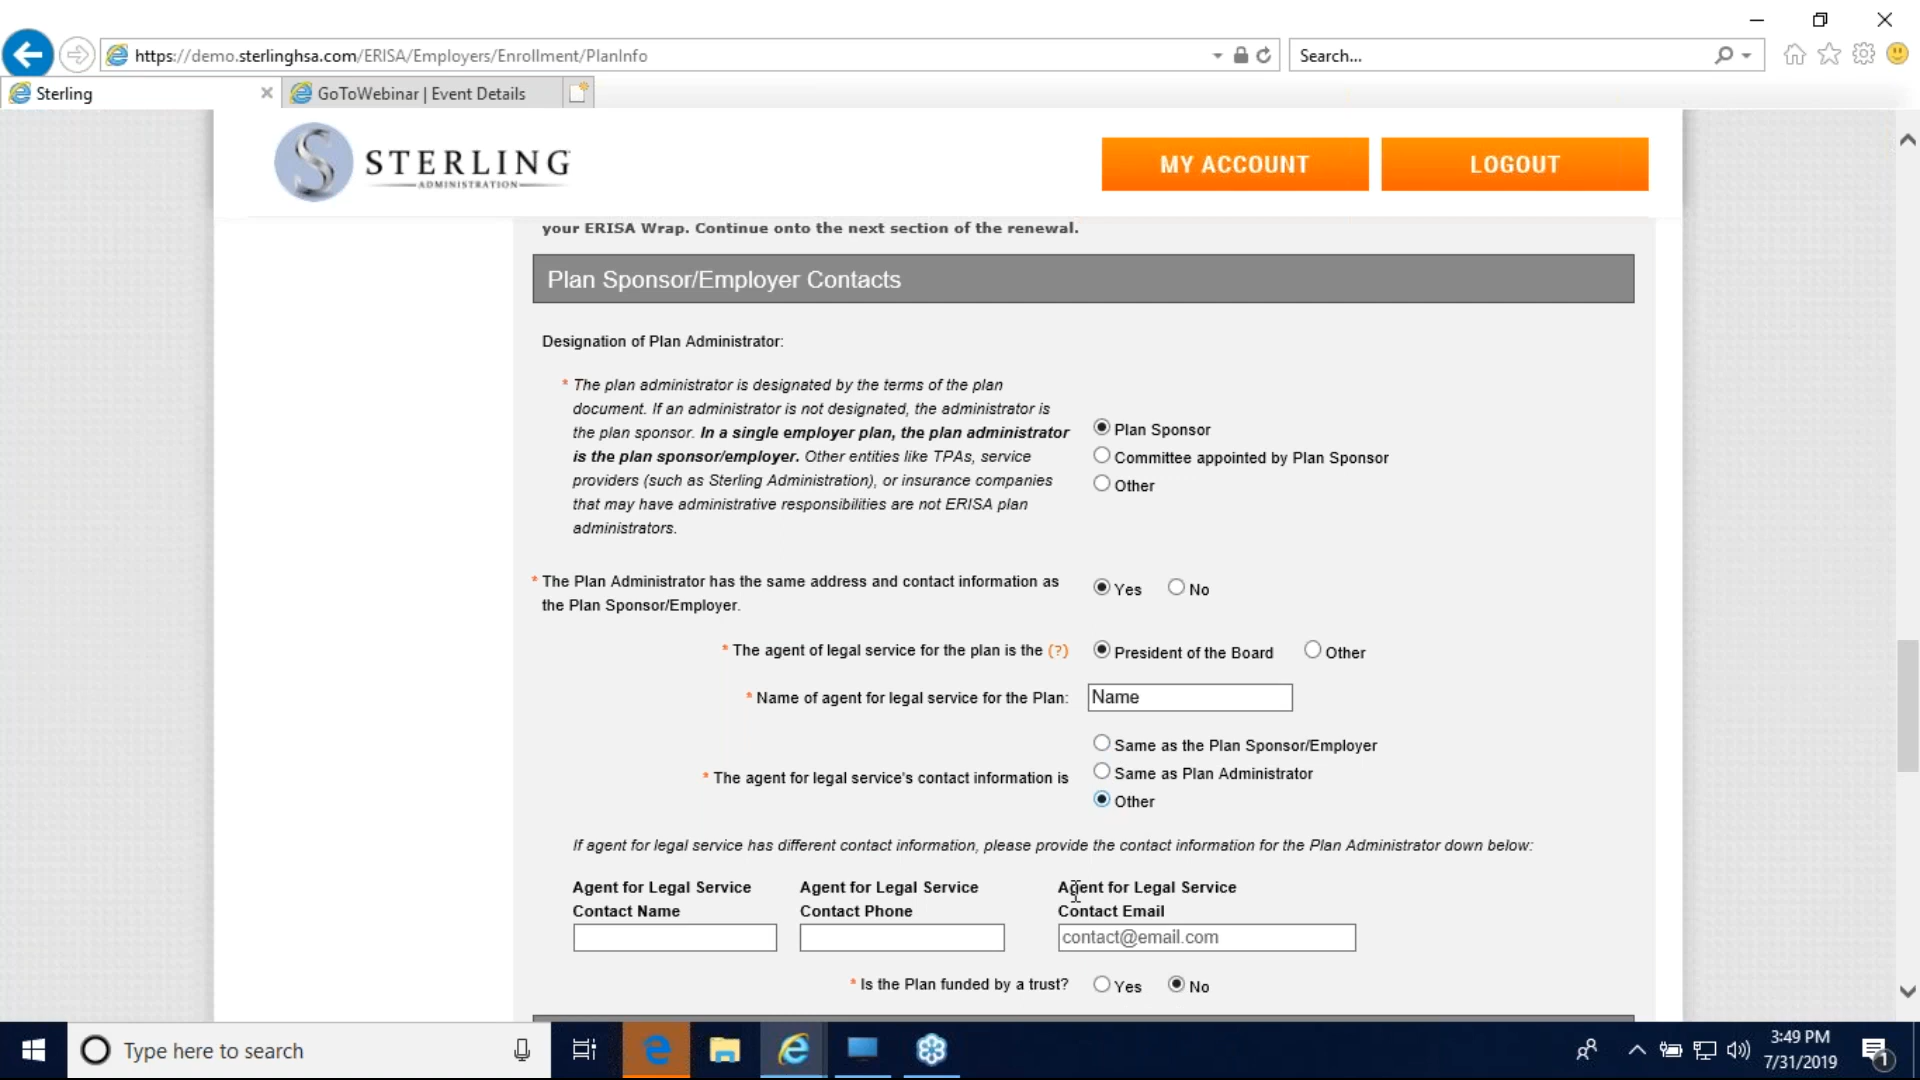 https://demo.sterlinghsa.com/ERISA/Employers/Enrollment/PlanInfo
Search...
Sterling
GoToWebinar | Event Details
STERLING
ADMINISTRATION
MY ACCOUNT
LOGOUT
your ERISA Wrap. Continue onto the next section of the renewal.
Plan Sponsor/Employer Contacts
Designation of Plan Administrator:
* The plan administrator is designated by the terms of the plan
document. If an administrator is not designated, the administrator is
the plan sponsor. In a single employer plan, the plan administrator
is the plan sponsor/employer. Other entities like TPAs, service
providers (such as Sterling Administration), or insurance companies
that may have administrative responsibilities are not ERISA plan
administrators.
Plan Sponsor
Committee appointed by Plan Sponsor
Other
* The Plan Administrator has the same address and contact information as
the Plan Sponsor/Employer.
Yes No
* The agent of legal service for the plan is the (?)
President of the Board Other
* Name of agent for legal service for the Plan:
Name
* The agent for legal service's contact information is
Same as the Plan Sponsor/Employer
Same as Plan Administrator
Other
If agent for legal service has different contact information, please provide the contact information for the Plan Administrator down below:
Agent for Legal Service
Contact Name
Agent for Legal Service
Contact Phone
Agent for Legal Service
Contact Email
contact@email.com
* Is the Plan funded by a trust?
Yes No
Type here to search
3:49 PM
7/31/2019
1